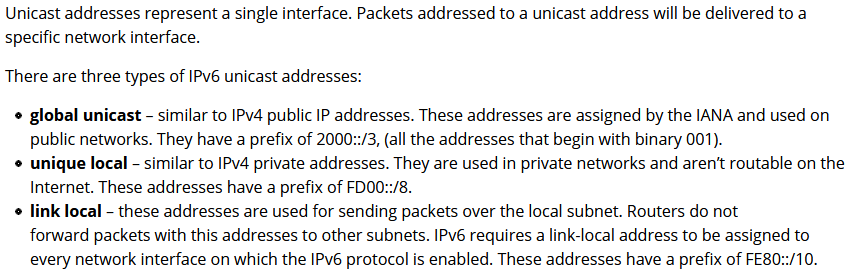 Unicast addresses represent a single interface. Packets addressed to a unicast address will be delivered to a
specific network interface.
There are three types of IPv6 unicast addresses:
• global unicast – similar to IPv4 public IP addresses. These addresses are assigned by the IANA and used on
public networks. They have a prefix of 2000::/3, (all the addresses that begin with binary 001).
• unique local – similar to IPv4 private addresses. They are used in private networks and aren’t routable on the
Internet. These addresses have a prefix of FD00::/8.
• link local – these addresses are used for sending packets over the local subnet. Routers do not
forward packets with this addresses to other subnets. IPv6 requires a link-local address to be assigned to
every network interface on which the IPv6 protocol is enabled. These addresses have a prefix of FE80::/10.